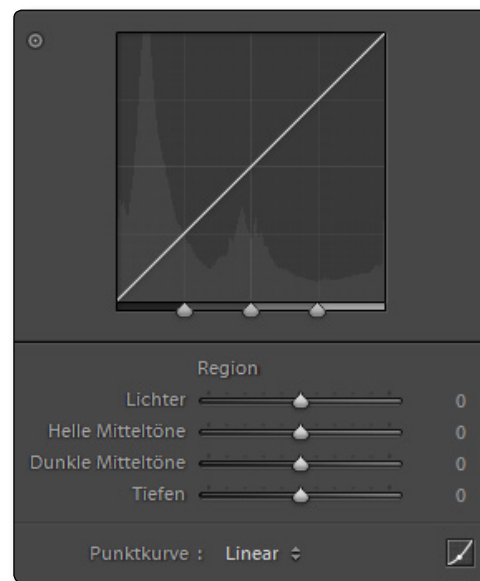 Region
Lichter 0
Helle Mitteltöne 0
Dunkle Mitteltöne 0
Tiefen 0
Punktkurve : Linear